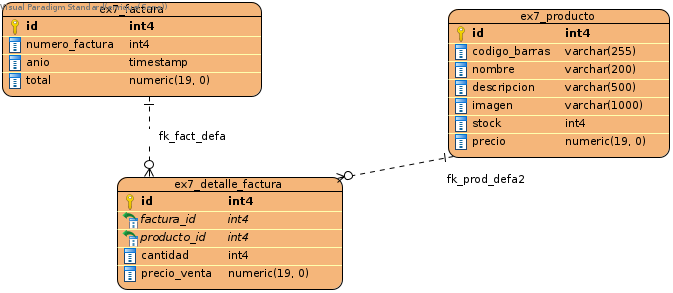 Visual Paradigm Standard
ex7_factura
id int4
numero_factura int4
anio timestamp
total numeric(19, 0)
fk_fact_defa
ex7_producto
id int4
codigo_barras varchar(255)
nombre varchar(200)
descripcion varchar(500)
imagen varchar(1000)
stock int4
precio numeric(19, 0)
fk_prod_defa2
ex7_detalle_factura
id int4
factura_id int4
producto_id int4
cantidad int4
precio_venta numeric(19, 0)